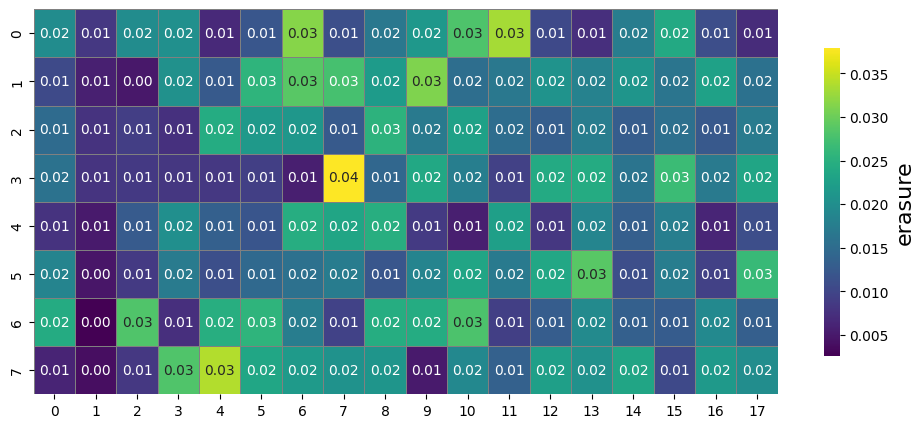 0 0.02 0.01 0.02 0.02 0.01 0.01 0.03 0.01 0.02 0.02 0.03 0.03 0.01 0.01 0.02 0.02 0.01 0.01
1 0.01 0.01 0.00 0.02 0.01 0.03 0.03 0.03 0.02 0.03 0.02 0.02 0.02 0.02 0.02 0.02 0.02 0.02
2 0.01 0.01 0.01 0.01 0.02 0.02 0.02 0.01 0.03 0.02 0.02 0.02 0.01 0.02 0.01 0.02 0.01 0.02
3 0.02 0.01 0.01 0.01 0.01 0.01 0.01 0.04 0.01 0.02 0.02 0.01 0.02 0.02 0.02 0.03 0.02 0.02
4 0.01 0.01 0.01 0.02 0.01 0.01 0.02 0.02 0.02 0.01 0.01 0.02 0.01 0.02 0.01 0.02 0.01 0.01
5 0.02 0.00 0.01 0.02 0.01 0.01 0.02 0.02 0.01 0.02 0.02 0.02 0.02 0.03 0.01 0.02 0.01 0.03
6 0.02 0.00 0.03 0.01 0.02 0.03 0.02 0.01 0.02 0.02 0.03 0.01 0.01 0.02 0.01 0.01 0.02 0.01
7 0.01 0.00 0.01 0.03 0.03 0.02 0.02 0.02 0.02 0.01 0.02 0.01 0.02 0.02 0.02 0.01 0.02 0.02
0 1 2 3 4 5 6 7 8 9 10 11 12 13 14 15 16 17
0.035
0.030
0.025
0.020
0.015
0.010
0.005
erasure